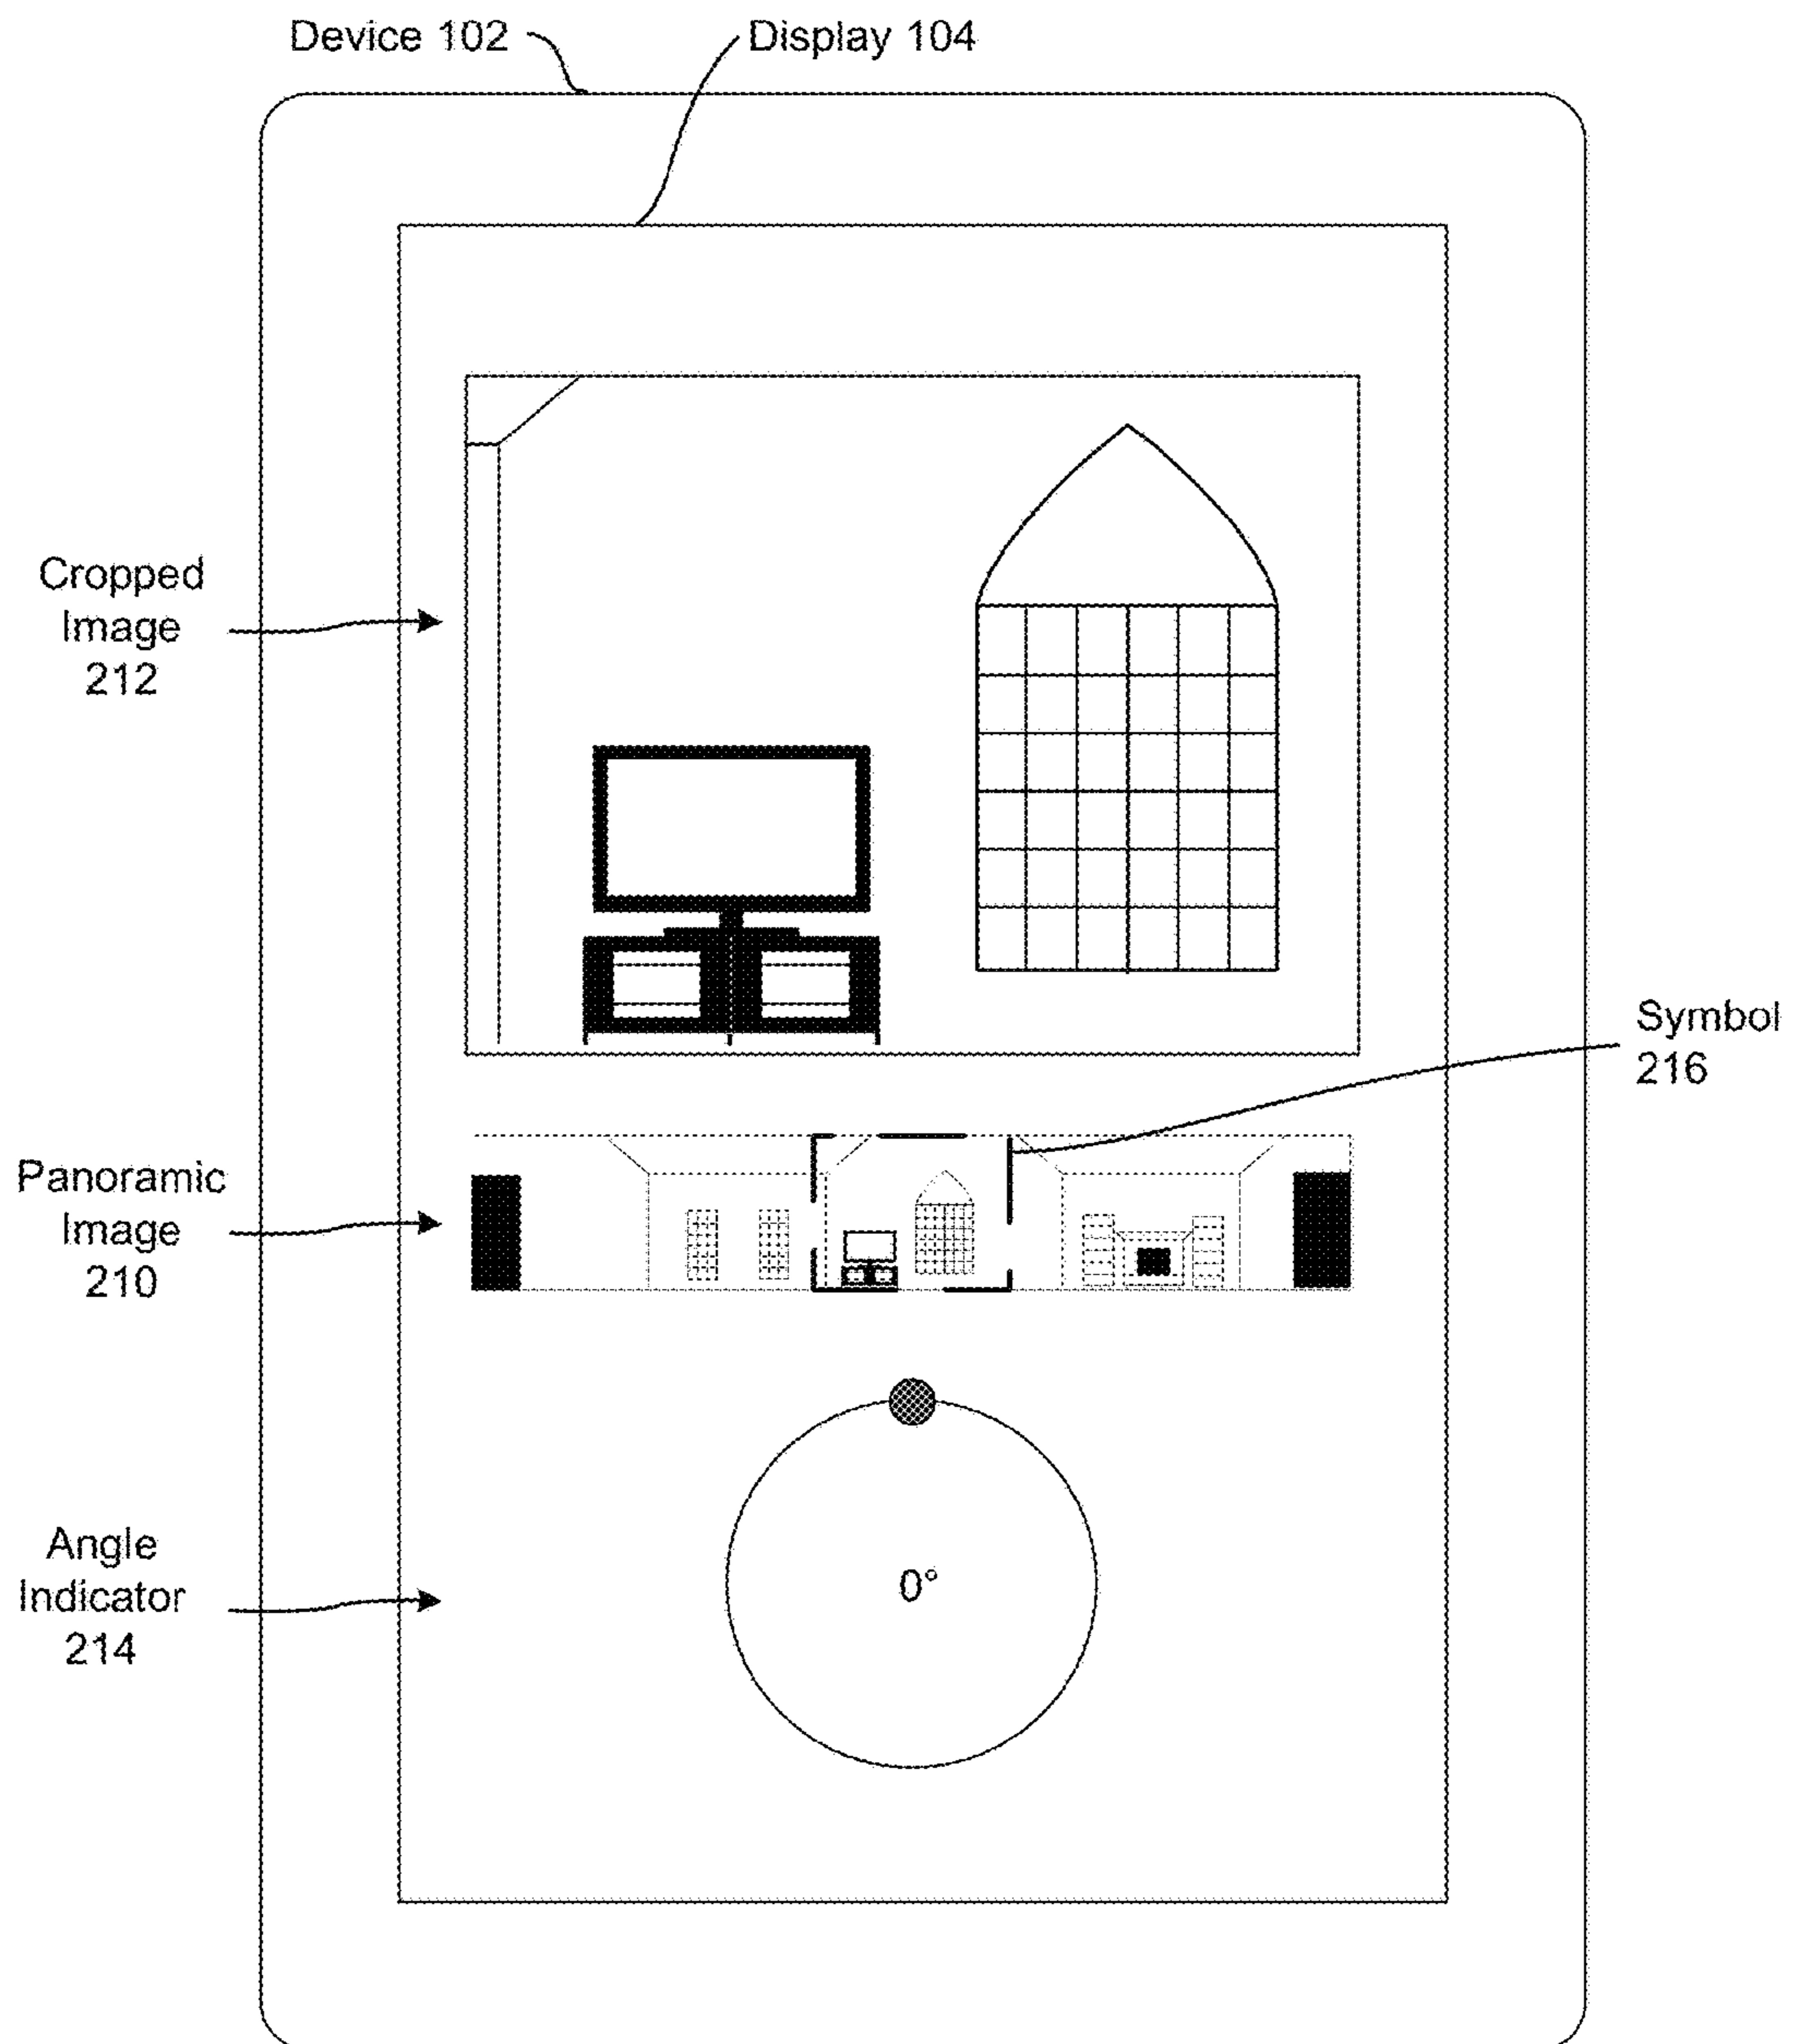 Device 102
Display 104
Cropped
Image
212
Symbol
216
Panoramic
Image
210
Angle
Indicator
214
0°